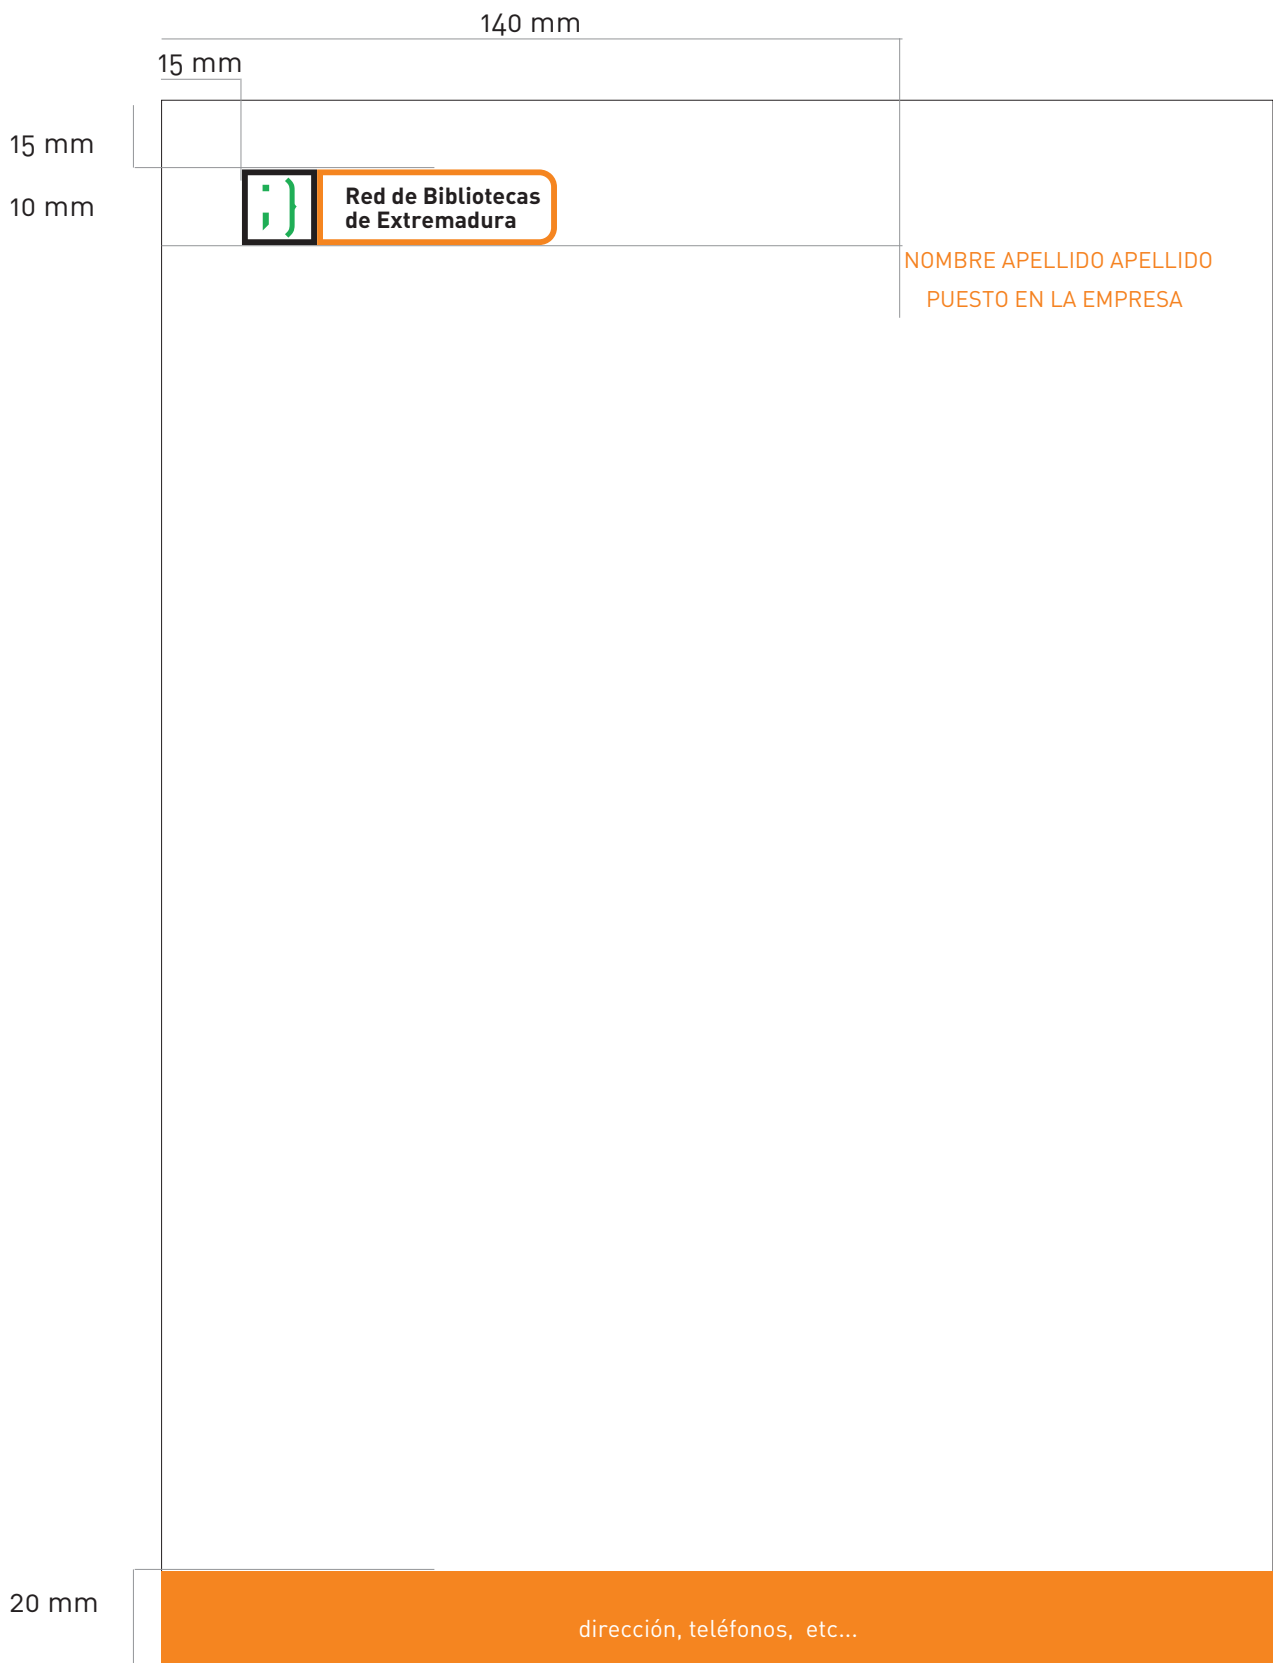 140 mm
15 mm
15 mm
10 mm
;}
Red de Bibliotecas
de Extremadura
NOMBRE APELLIDO APELLIDO
PUESTO EN LA EMPRESA
20 mm
dirección, teléfonos, etc...